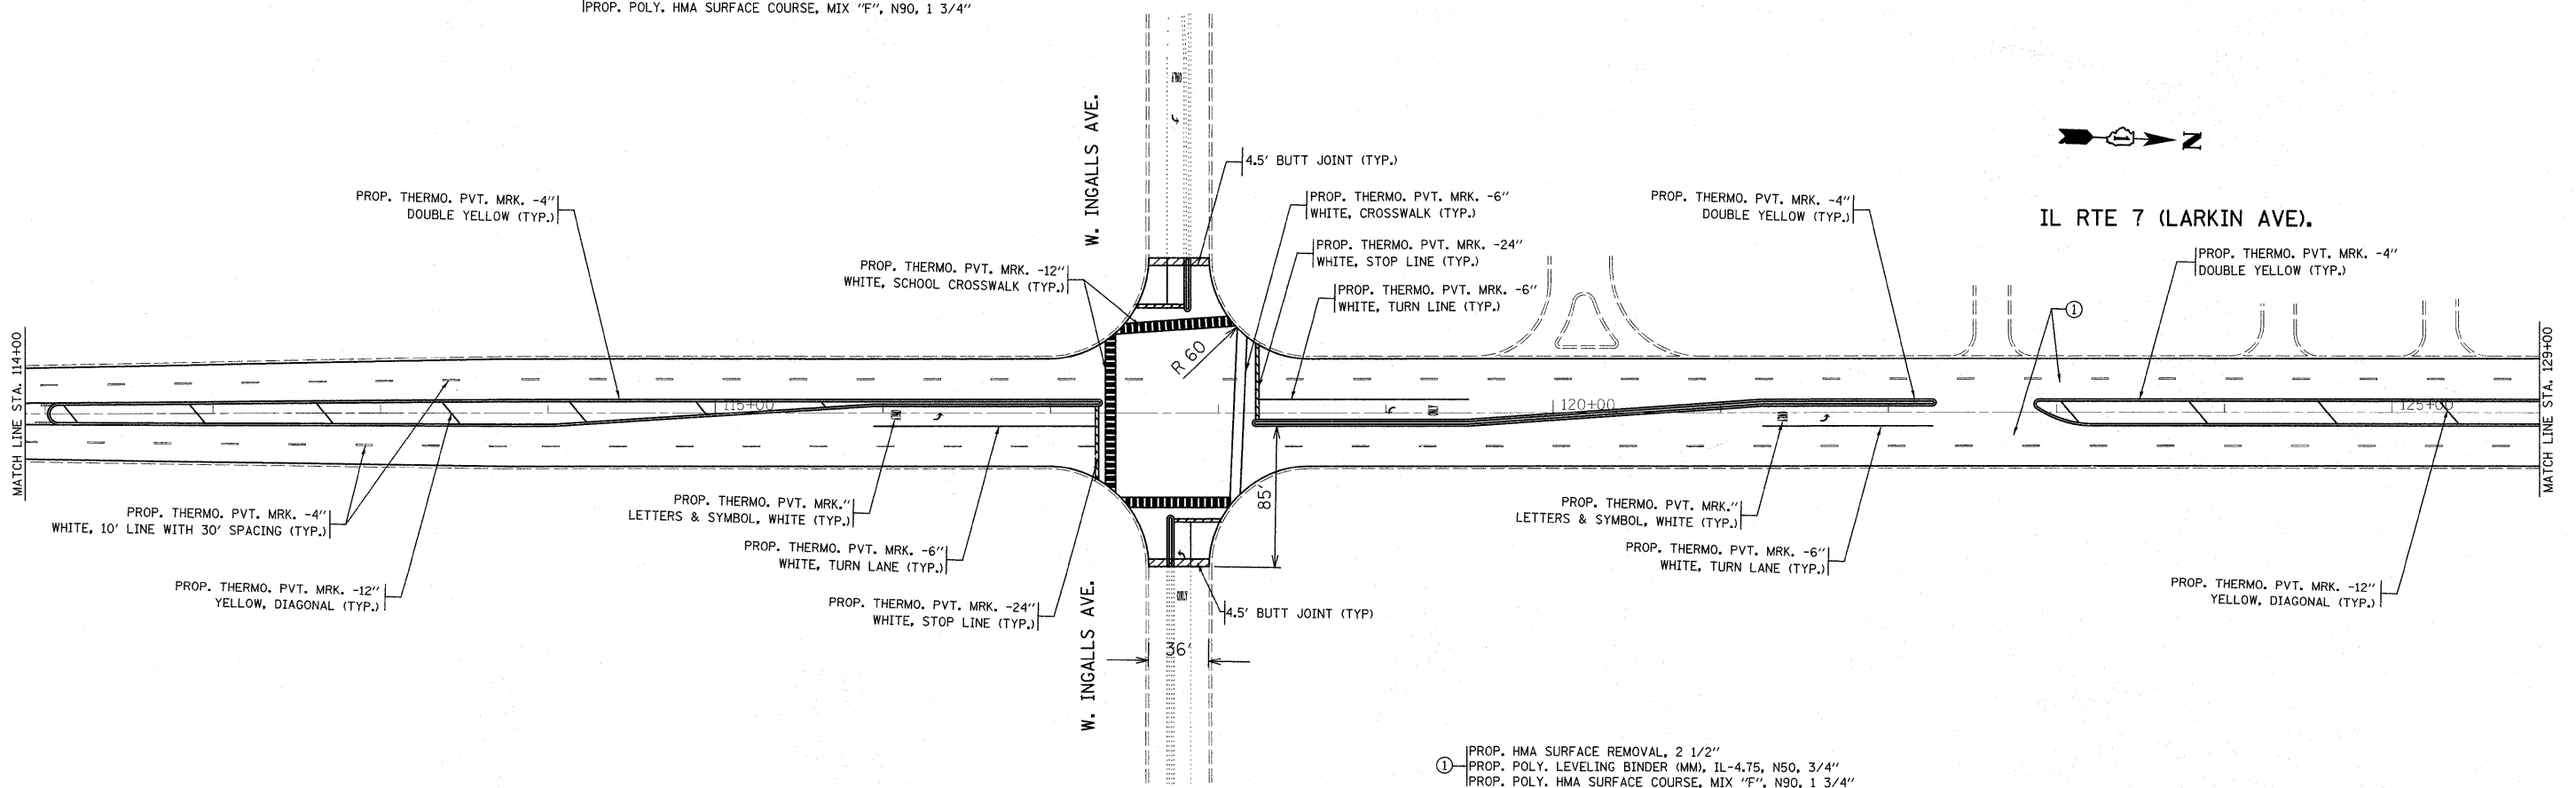 PROP. POLY. HMA SURFACE COURSE, MIX "F", N90, 1 3/4"
ONLY
W. INGALLS AVE.
N
4.5' BUTT JOINT (TYP.)
PROP. THERMO. PVT. MRK. -4"
DOUBLE YELLOW (TYP.)
PROP. THERMO. PVT. MRK. -6"
WHITE, CROSSWALK (TYP.)
PROP. THERMO. PVT. MRK. -4"
DOUBLE YELLOW (TYP.)
IL RTE 7 (LARKIN AVE).
PROP. THERMO. PVT. MRK. -24"
WHITE, STOP LINE (TYP.)
PROP. THERMO. PVT. MRK. -4"
DOUBLE YELLOW (TYP.)
PROP. THERMO. PVT. MRK. -12"
WHITE, SCHOOL CROSSWALK (TYP.)
PROP. THERMO. PVT. MRK. -6"
WHITE, TURN LINE (TYP.)
1
R 60
MATCH LINE STA. 114+00
115+00
ONLY
ONLY
120+00
ONLY
125+00
MATCH LINE STA. 129+00
85'
PROP. THERMO. PVT. MRK. -4"
WHITE, 10' LINE WITH 30' SPACING (TYP.)
PROP. THERMO. PVT. MRK."
LETTERS & SYMBOL, WHITE (TYP.)
PROP. THERMO. PVT. MRK."
LETTERS & SYMBOL, WHITE (TYP.)
PROP. THERMO. PVT. MRK. -6"
WHITE, TURN LANE (TYP.)
PROP. THERMO. PVT. MRK. -6"
WHITE, TURN LANE (TYP.)
PROP. THERMO. PVT. MRK. -12"
YELLOW, DIAGONAL (TYP.)
PROP. THERMO. PVT. MRK. -12"
YELLOW, DIAGONAL (TYP.)
ONLY
PROP. THERMO. PVT. MRK. -24"
WHITE, STOP LINE (TYP.)
4.5' BUTT JOINT (TYP)
W. INGALLS AVE.
36'
1
PROP. HMA SURFACE REMOVAL, 2 1/2"
PROP. POLY. LEVELING BINDER (MM), IL-4.75, N50, 3/4"
PROP. POLY. HMA SURFACE COURSE, MIX "F", N90, 1 3/4"